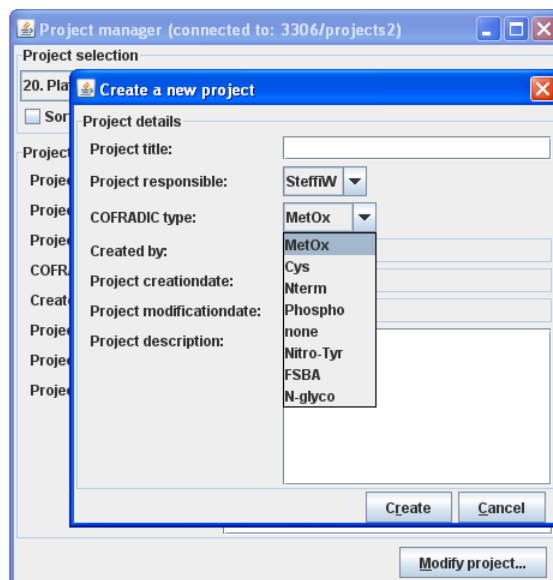 Project manager (connected to: 3306/projects2)
Project selection
20. Pla
Create a new project
Sor
Project details
Project
Project title:
Proje
Project responsible:
SteffiW
Proje
COFRADIC type:
MetOx
Proje
MetOx
Created by:
COFR
Cys
Project creationdate:
Create
Nterm
Project modificationdate:
Phospho
Proje
none
Project description:
Nitro-Tyr
Proje
FSBA
Proje
N-glyco
Create
Cancel
Modify project...